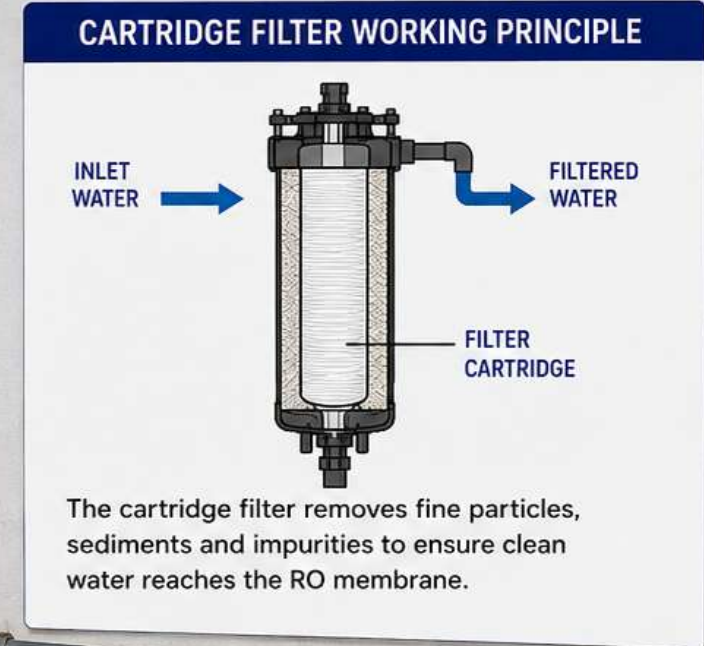 CARTRIDGE FILTER WORKING PRINCIPLE
INLET
WATER
FILTERED
WATER
FILTER
CARTRIDGE
The cartridge filter removes fine particles,
sediments and impurities to ensure clean
water reaches the RO membrane.